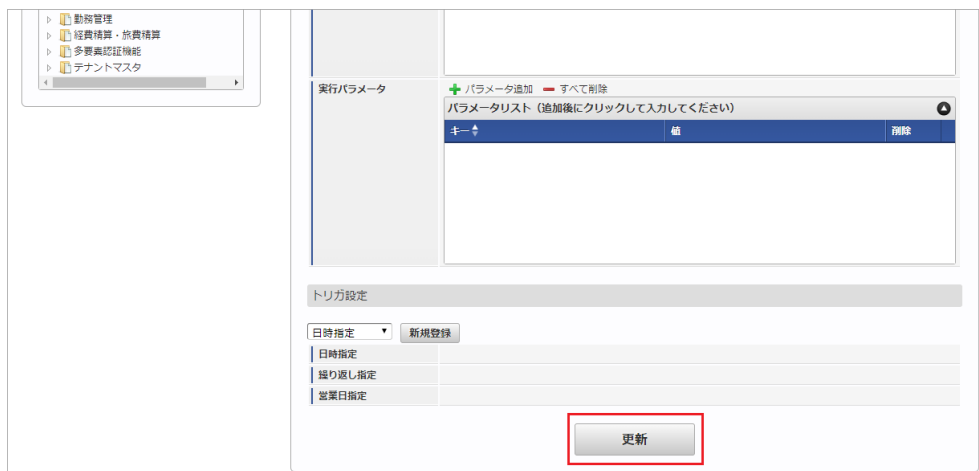 勤務管理
経費精算・旅費精算
多要素認証機能
テナントマスタ
実行パラメータ
パラメータ追加 すべて削除
パラメータリスト（追加後にクリックして入力してください）
キー 値 削除
トリガ設定
日時指定 新規登録
日時指定
繰り返し指定
営業日指定
更新